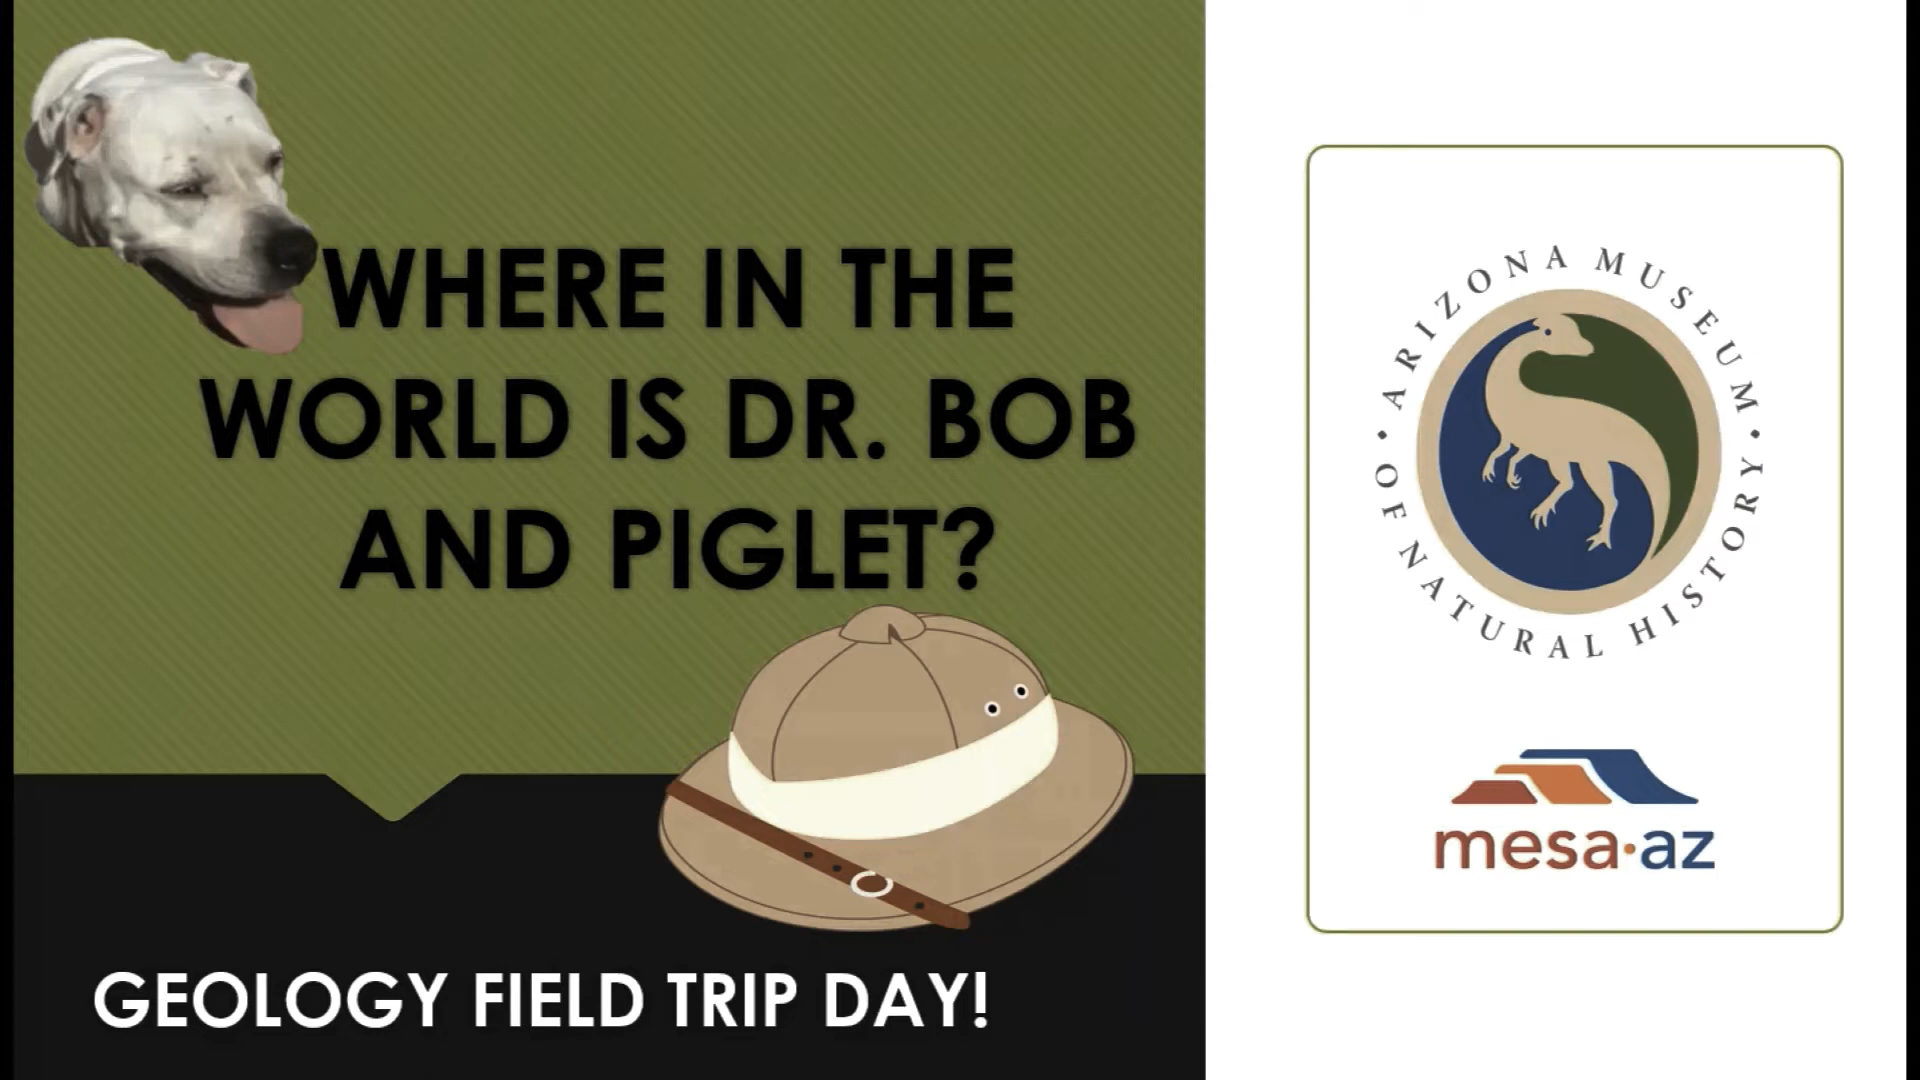 WHERE IN THE
WORLD IS DR. BOB
AND PIGLET?
GEOLOGY FIELD TRIP DAY!
ARIZONA MUSEUM
• OF NATURAL HISTORY •
mesa·az